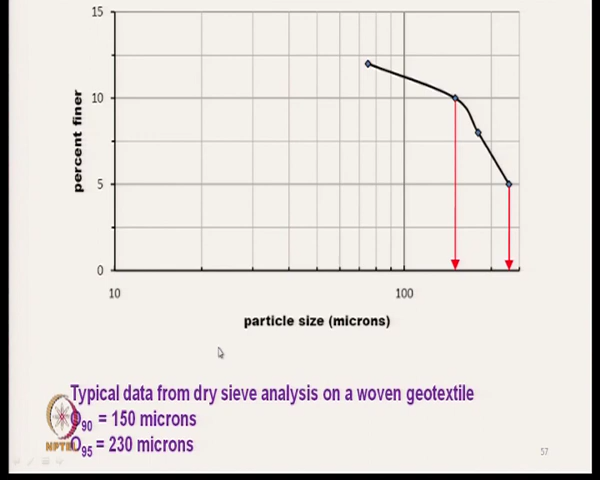 15
10
5
0
percent finer
10
100
particle size (microns)
Typical data from dry sieve analysis on a woven geotextile
O90 = 150 microns
O95 = 230 microns
NPTEL
57